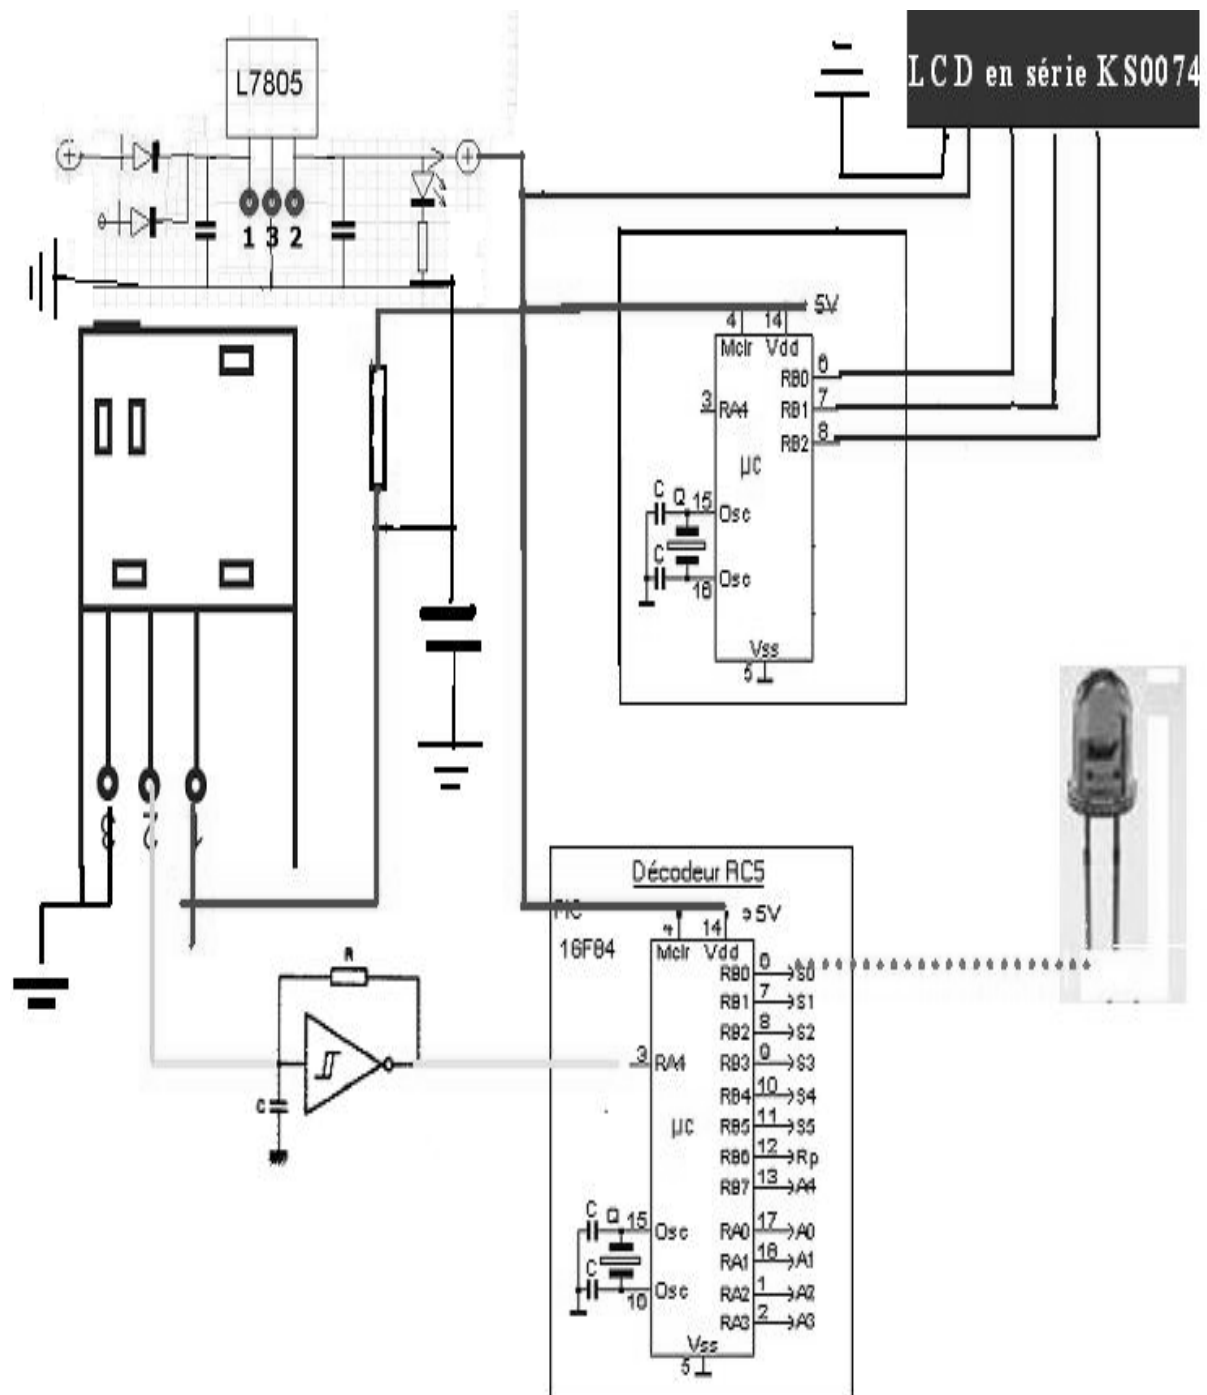 LCD en série KS0074
L7805
1 3 2
5V
4 14
Mclr Vdd
RB0 6
3 RA4 RB1 7
RB2 8
µc
C Q 15 Osc
C 16 Osc
Vss
5
3 2 1
Décodeur RC5
PIC 5V
16F84
4 14
Mclr Vdd
R
RB0 6 S0
RB1 7 S1
RB2 8 S2
3 RA4 RB3 9 S3
RB4 10 S4
C
µc RB5 11 S5
RB6 12 Rp
RB7 13 A4
C Q 15 Osc RA0 17 A0
RA1 18 A1
C 16 Osc RA2 1 A2
RA3 2 A3
Vss
5